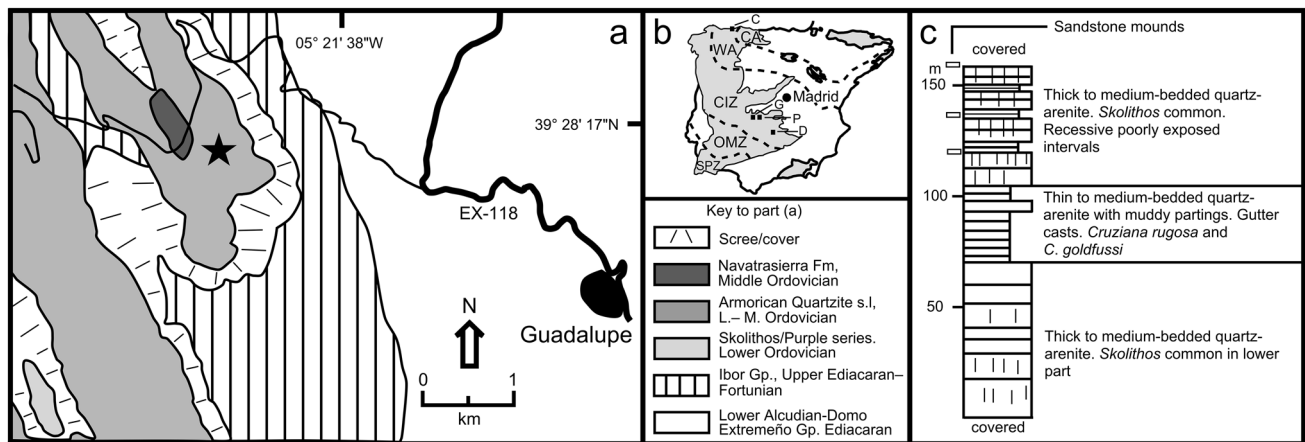 a
05° 21' 38"W
39° 28' 17"N
EX-118
Guadalupe
N
0 1
km
b
C
CA
WA
CIZ
Madrid
G
P
D
OMZ
SPZ
Key to part (a)
Scree/cover
Navatrasierra Fm,
Middle Ordovician
Armorican Quartzite s.l,
L.– M. Ordovician
Skolithos/Purple series.
Lower Ordovician
Ibor Gp., Upper Ediacaran–
Fortunian
Lower Alcudian-Domo
Extremeño Gp. Ediacaran
c
Sandstone mounds
covered
m
150
Thick to medium-bedded quartz-
arenite. Skolithos common.
Recessive poorly exposed
intervals
100
Thin to medium-bedded quartz-
arenite with muddy partings. Gutter
casts. Cruziana rugosa and
C. goldfussi
50
Thick to medium-bedded quartz-
arenite. Skolithos common in lower
part
covered